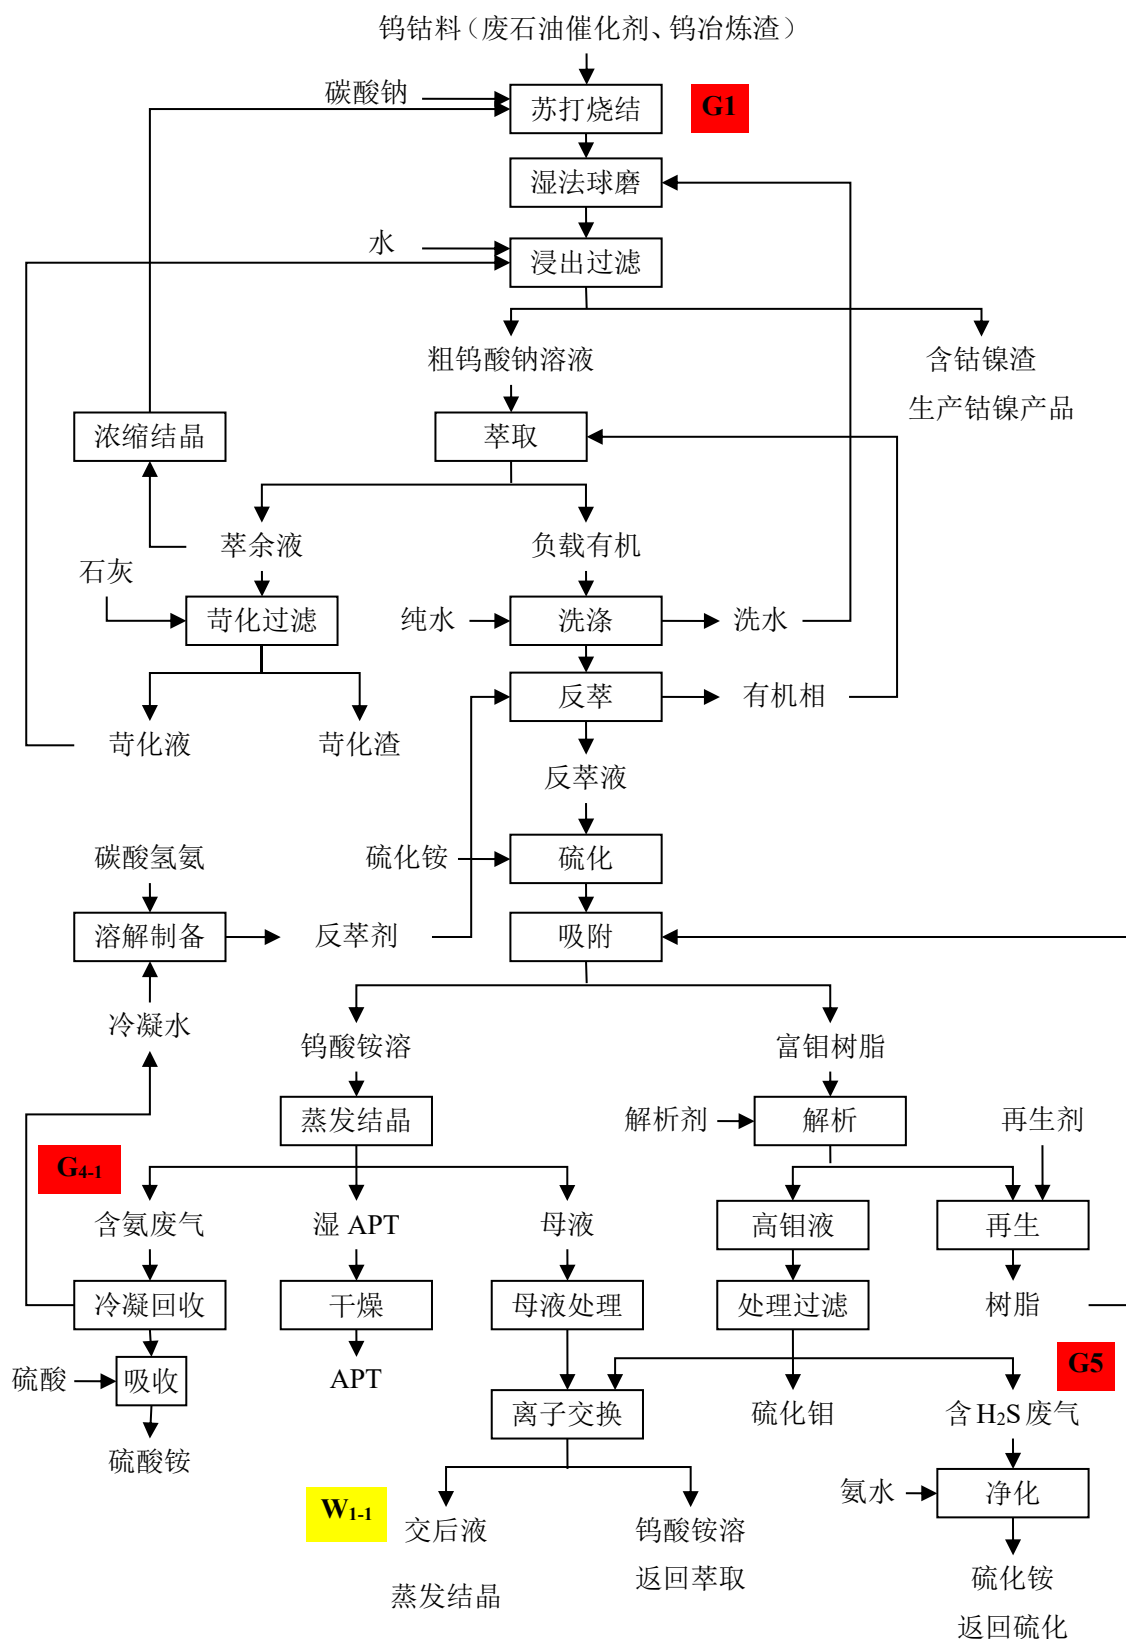 钨钴料（废石油催化剂、钨冶炼渣）
碳酸钠
苏打烧结
G1
湿法球磨
水
浸出过滤
粗钨酸钠溶液
含钴镍渣
生产钴镍产品
浓缩结晶
萃取
萃余液
负载有机
石灰
苛化过滤
纯水
洗涤
洗水
反萃
有机相
苛化液
苛化渣
反萃液
碳酸氢氨
硫化铵
硫化
溶解制备
反萃剂
吸附
冷凝水
钨酸铵溶
富钼树脂
蒸发结晶
解析剂
解析
再生剂
G4-1
含氨废气
湿 APT
母液
高钼液
再生
冷凝回收
干燥
母液处理
处理过滤
树脂
硫酸
吸收
APT
G5
离子交换
硫化钼
含 H2S 废气
硫酸铵
W1-1
交后液
钨酸铵溶
氨水
净化
蒸发结晶
返回萃取
硫化铵
返回硫化